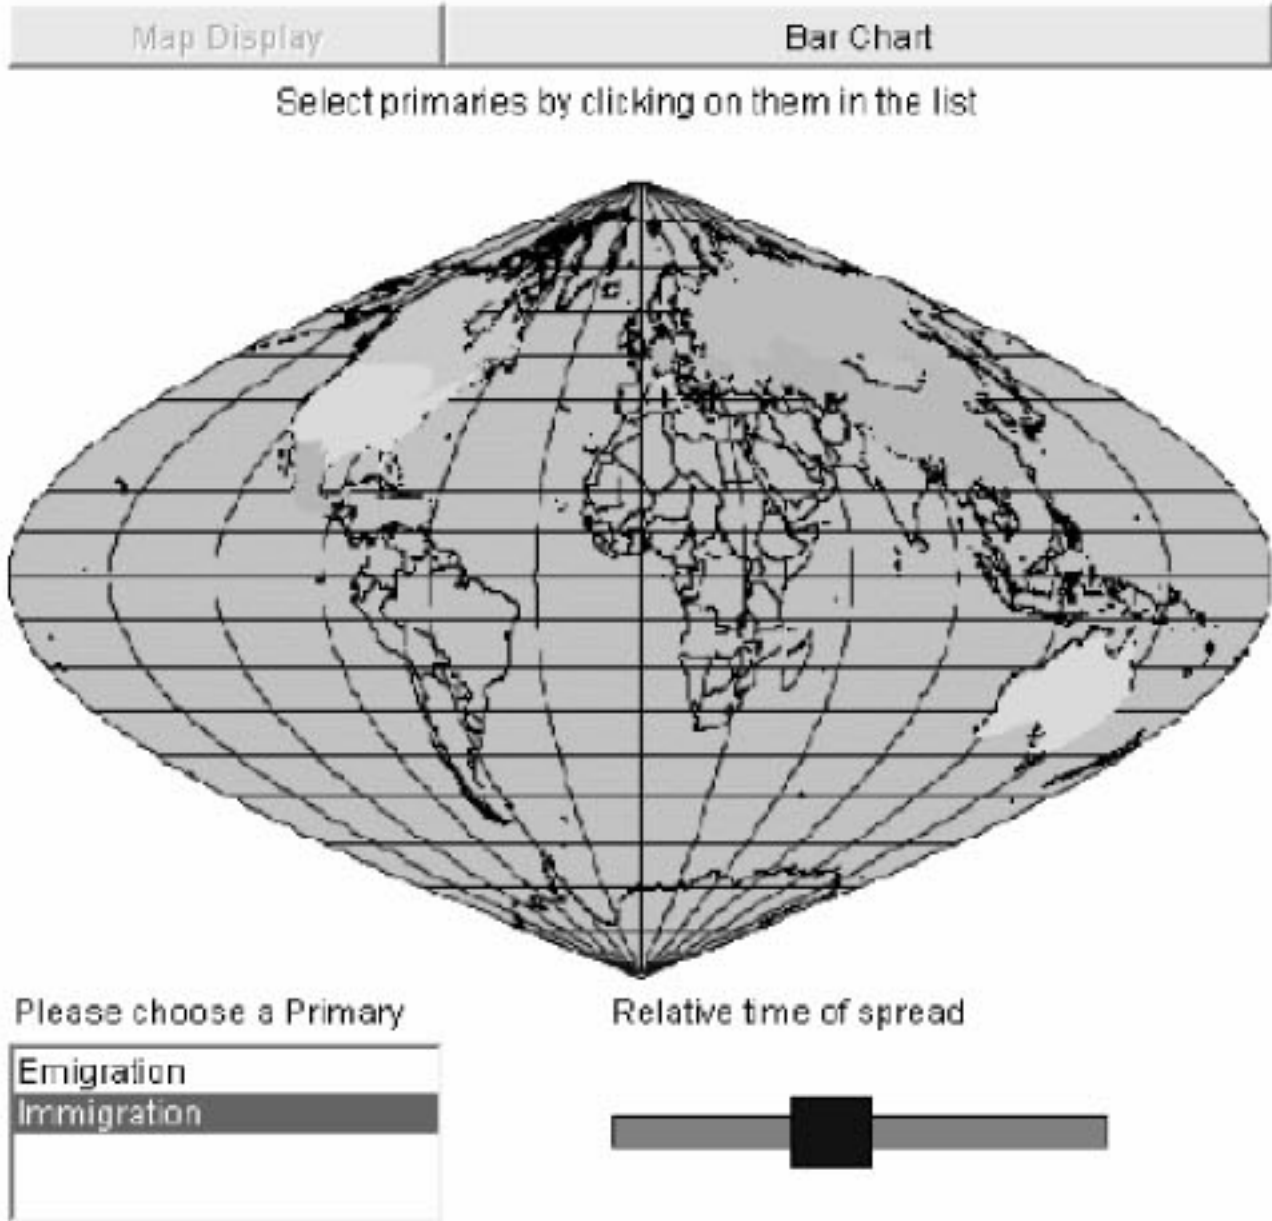 Map Display
Bar Chart
Select primaries by clicking on them in the list
Please choose a Primary
Relative time of spread
Emigration
Immigration